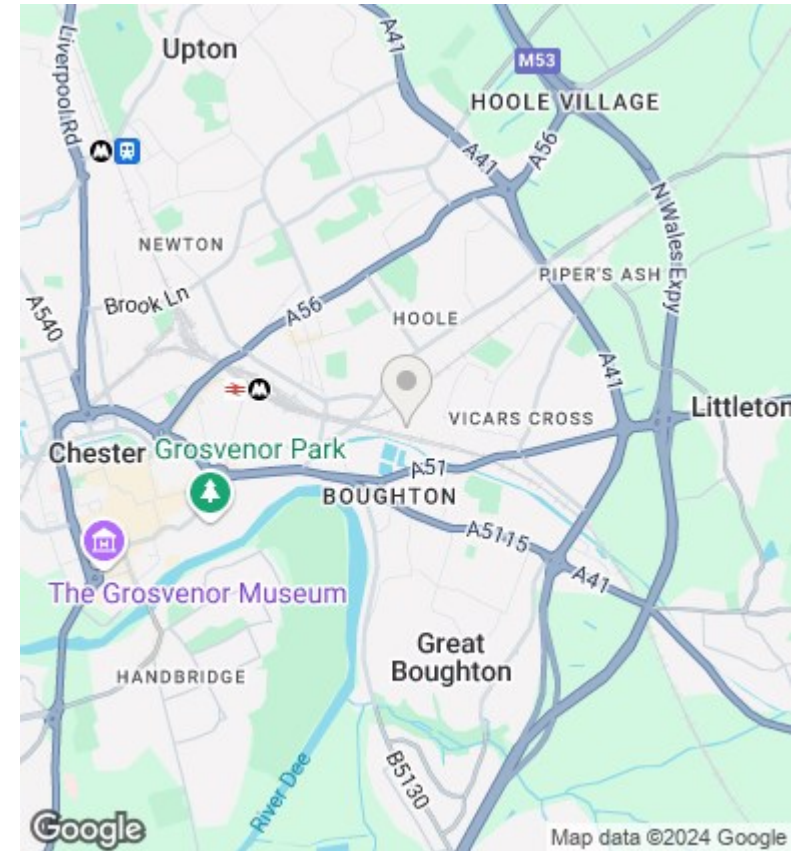 Upton
A41
M53
HOOLE VILLAGE
Liverpool Rd
A41
A56
N Wales Expy
NEWTON
PIPER'S ASH
A540
Brook Ln
A56
HOOLE
A41
Littleton
VICARS CROSS
Chester
Grosvenor Park
A51
BOUGHTON
A5115
The Grosvenor Museum
A41
Great
Boughton
HANDBRIDGE
River Dee
B5130
Google
Map data ©2024 Google